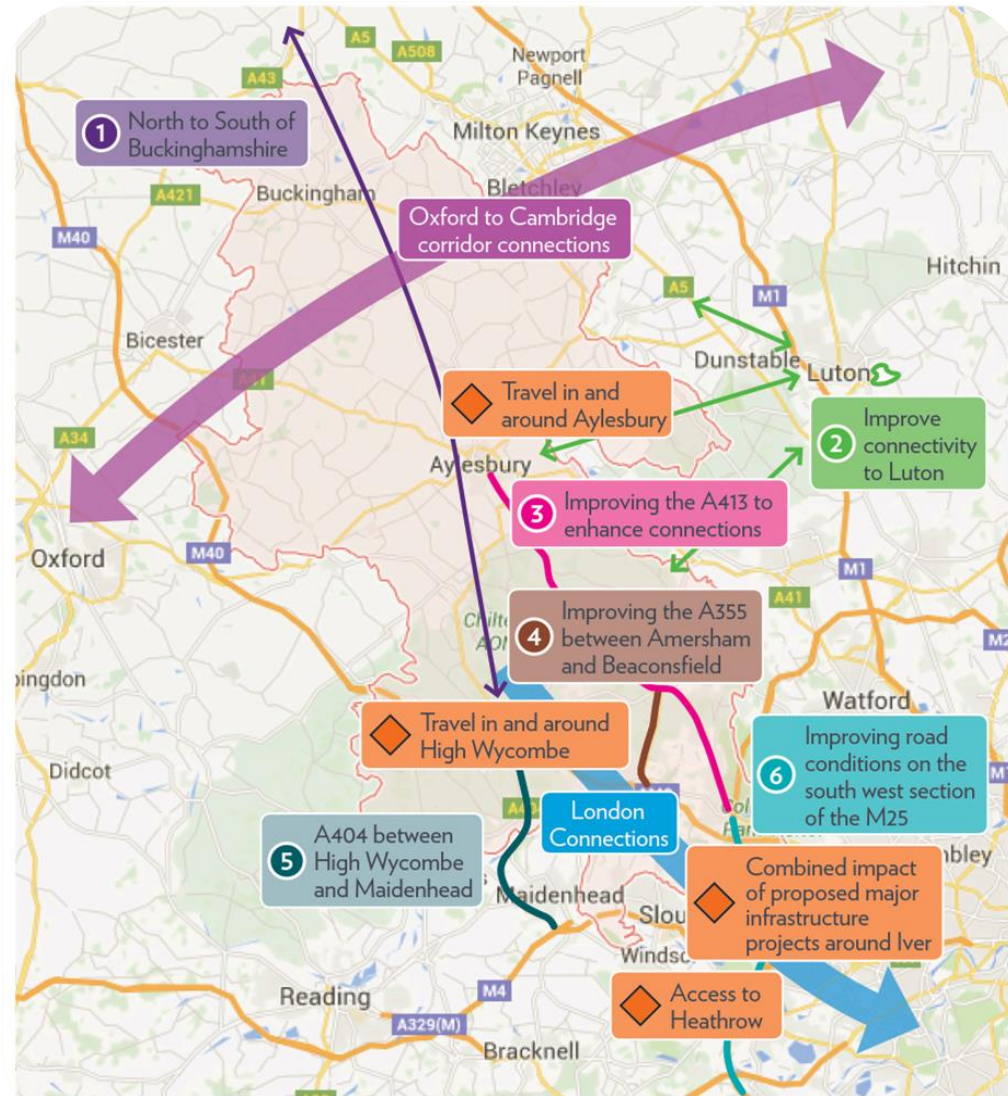 A5
A508
Newport
Pagnell
A43
1
North to South of
Buckinghamshire
Milton Keynes
A421
Buckingham
Bletchley
Oxford to Cambridge
corridor connections
M40
Hitchin
A5
M1
Bicester
Dunstable
Luton
A41
Travel in and
around Aylesbury
2
Improve
connectivity
to Luton
A34
Aylesbury
3
Improving the A413 to
enhance connections
Oxford
M40
M1
A41
4
Improving the A355
between Amersham
and Beaconsfield
Watford
Travel in and around
High Wycombe
6
Improving road
conditions on the
south west section
of the M25
Didcot
London
Connections
5
A404 between
High Wycombe
and Maidenhead
Maidenhead
Combined impact
of proposed major
infrastructure
projects around Iver
Reading
M4
Access to
Heathrow
A329(M)
Bracknell